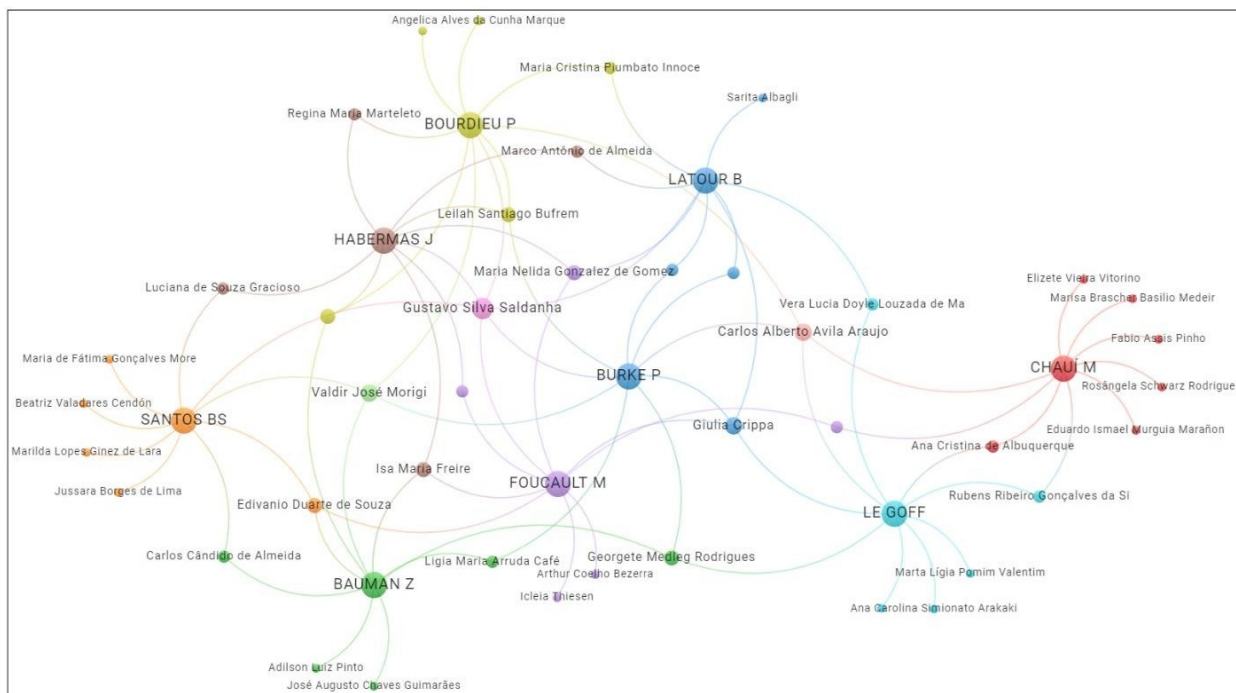 Angelica Alves da Cunha Marque
Maria Cristina Piumbato Innoce
Sarita Albagli
Regina Maria Marteleto
BOURDIEU P
Marco Antônio de Almeida
LATOUR B
Leilah Santiago Bufrem
HABERMAS J
Maria Nelida Gonzalez de Gomez
Elizete Vieira Vitorino
Luciana de Souza Gracioso
Marisa Brascher Basilio Medeir
Gustavo Silva Saldanha
Vera Lucia Doyle Louzada de Ma
Carlos Alberto Avila Araujo
Fabio Assis Pinho
Maria de Fátima Gonçalves More
CHAUÍ M
BURKE P
Rosângela Schwarz Rodrigue
Valdir José Morigi
Beatriz Valadares Cendón
SANTOS BS
Giulia Crippa
Eduardo Ismael Murguia Marañon
Ana Cristina de Albuquerque
Marilda Lopes Ginez de Lara
Isa Maria Freire
FOUCAULT M
Jussara Borges de Lima
Rubens Ribeiro Gonçalves da Si
Edivanio Duarte de Souza
LE GOFF
Carlos Cândido de Almeida
Ligia Maria Arruda Café
Georgete Medleg Rodrigues
Arthur Coelho Bezerra
Marta Lígia Pomim Valentim
BAUMAN Z
Icleia Thiesen
Ana Carolina Simionato Arakaki
Adilson Luiz Pinto
José Augusto Chaves Guimarães